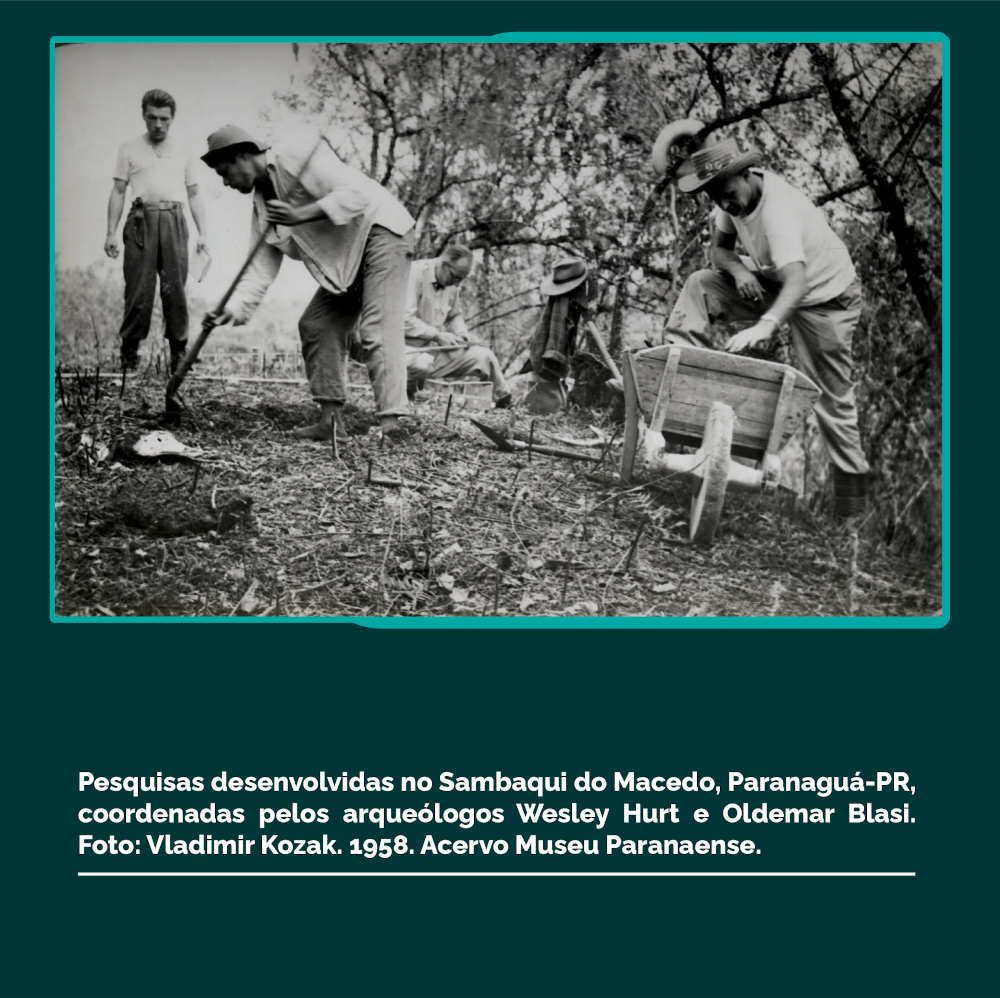 Pesquisas desenvolvidas no Sambaqui do Macedo, Paranaguá-PR,
coordenadas pelos arqueólogos Wesley Hurt e Oldemar Blasi.
Foto: Vladimir Kozak. 1958. Acervo Museu Paranaense.